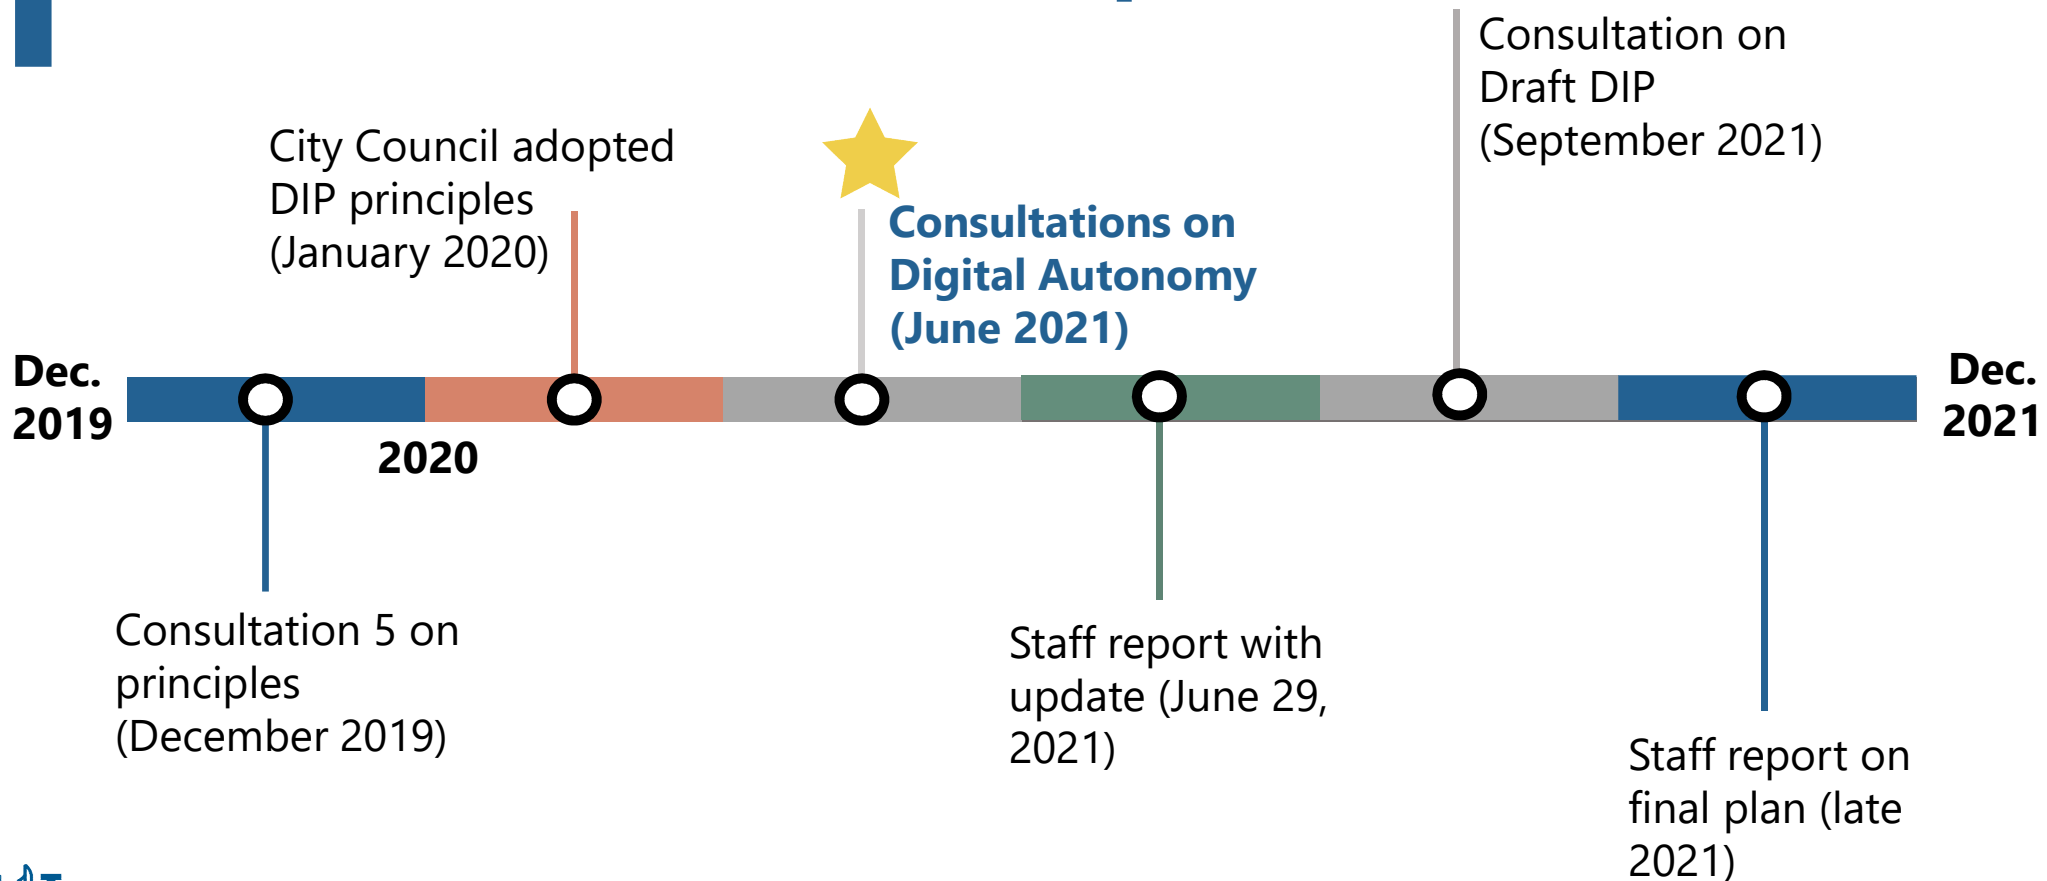 Consultation on
Draft DIP
(September 2021)
City Council adopted
DIP principles
(January 2020)
Consultations on
Digital Autonomy
(June 2021)
Dec.
2019
Dec.
2021
2020
Consultation 5 on
principles
(December 2019)
Staff report with
update (June 29,
2021)
Staff report on
final plan (late
2021)